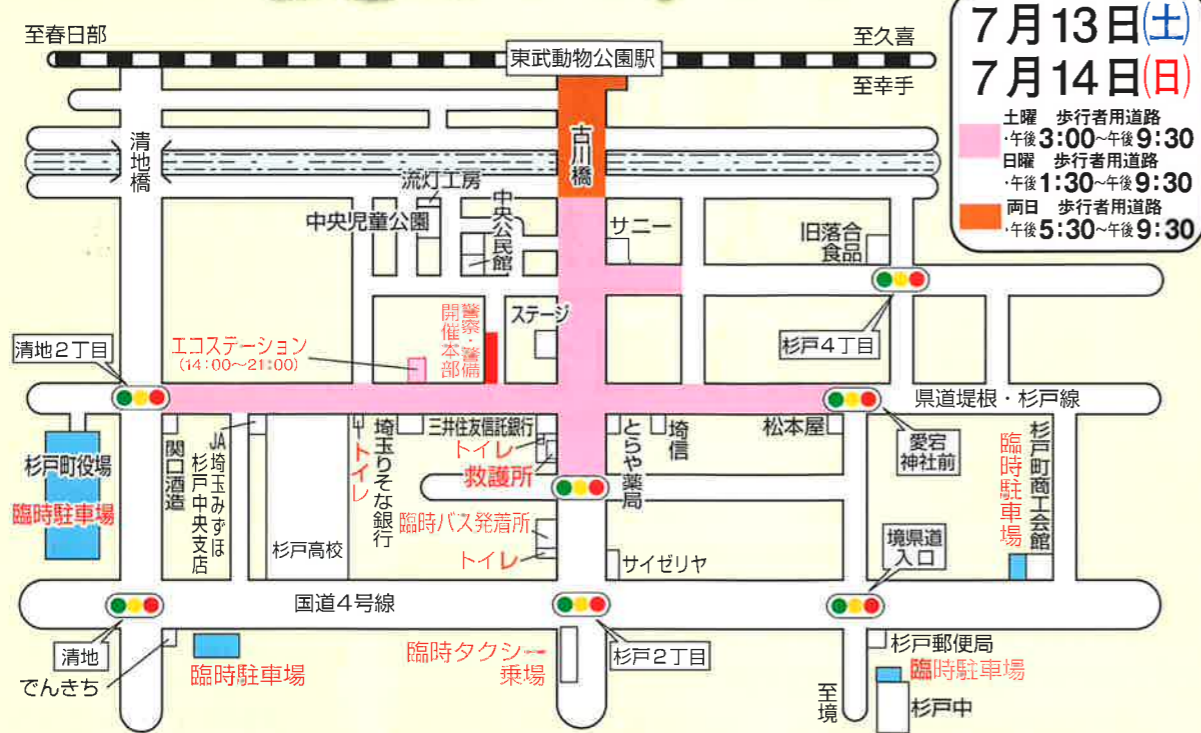 至春日部
東武動物公園駅
至久喜
至幸手
7月13日(土)
7月14日(日)
土曜 歩行者用道路
・午後3:00~午後9:30
日曜 歩行者用道路
・午後1:30~午後9:30
両日 歩行者用道路
・午後5:30~午後9:30
清地橋
古川橋
流灯工房
中央児童公園
中央公民館
サニー
旧落合
食品
ステージ
警察・警備
開催本部
エコステーション
(14:00~21:00)
清地2丁目
杉戸4丁目
県道堤根・杉戸線
杉戸町役場
臨時駐車場
関口酒造
JA埼玉みずほ
杉戸中央支店
杉戸高校
トイレ
埼玉りそな銀行
三井住友信託銀行
トイレ
救護所
とらや薬局
埼信
松本屋
愛宕
神社前
臨時駐車場
杉戸町商工会館
臨時バス発着所
トイレ
サイゼリヤ
境県道
入口
国道4号線
清地
でんきち
臨時駐車場
臨時タクシー
乗場
杉戸2丁目
至境
杉戸郵便局
臨時駐車場
杉戸中